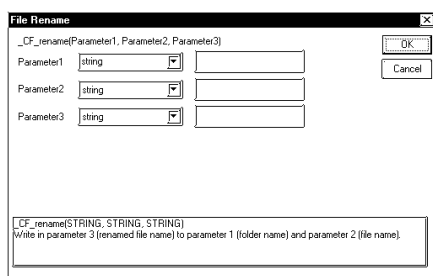 File Rename
_CF_rename(Parameter1, Parameter2, Parameter3)
OK
Parameter1 string
Cancel
Parameter2 string
Parameter3 string
_CF_rename(STRING, STRING, STRING)
Write in parameter 3 (renamed file name) to parameter 1 (folder name) and parameter 2 (file name).